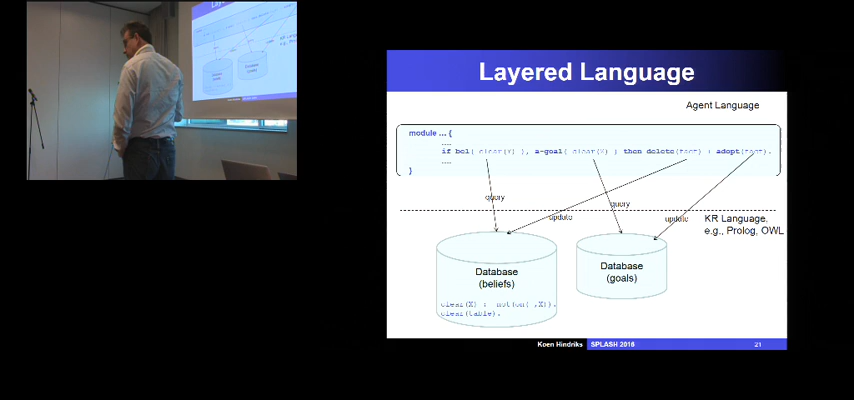 Layered Language
Agent Language
module ... {
....
if bel( clear(X) ), a-goal( clear(X) ) then delete(fact) + adopt(fact).
....
}
query
query
update
update
KR Language,
e.g., Prolog, OWL
Database
(beliefs)
Database
(goals)
clear(X) :- not(on(_,X)).
clear(table).
Koen Hindriks
SPLASH 2016
21